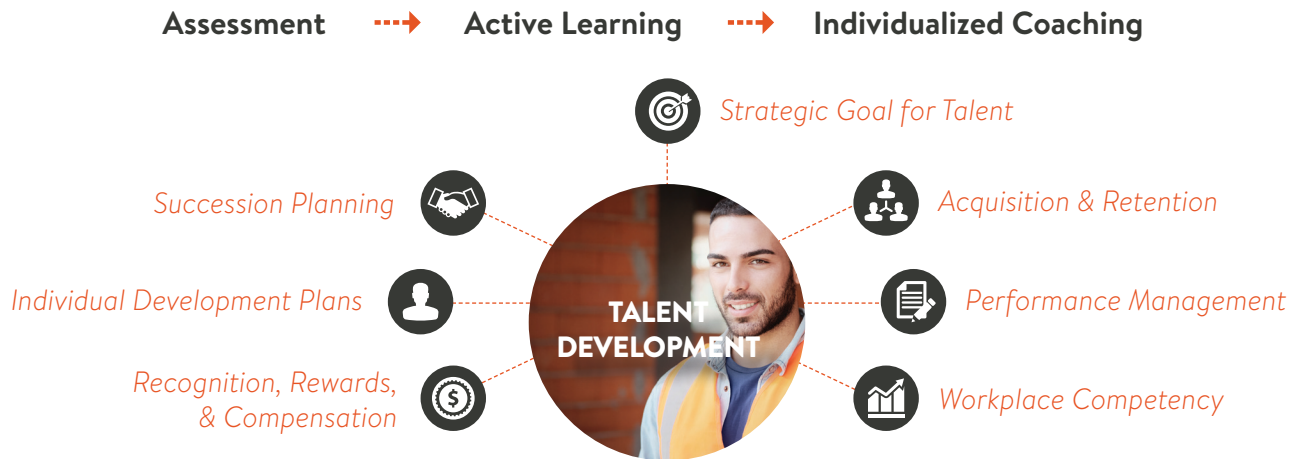 Assessment Active Learning Individualized Coaching
Strategic Goal for Talent
Succession Planning
Acquisition & Retention
Individual Development Plans
TALENT
DEVELOPMENT
Performance Management
Recognition, Rewards,
& Compensation
$
Workplace Competency